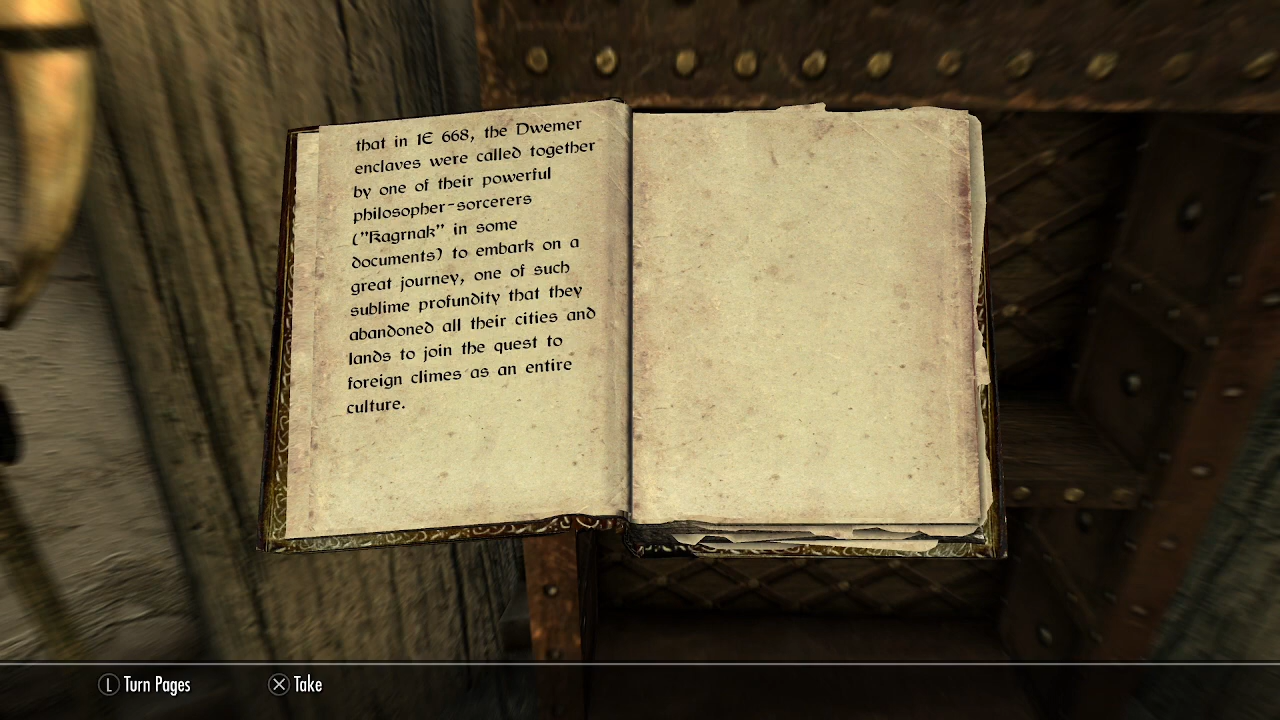 that in 1E 668, the Dwemer
enclaves were called together
by one of their powerful
philosopher-sorcerers
("Kagrnak" in some
documents) to embark on a
great journey, one of such
sublime profundity that they
abandoned all their cities and
lands to join the quest to
foreign climes as an entire
culture.
L Turn Pages
X Take